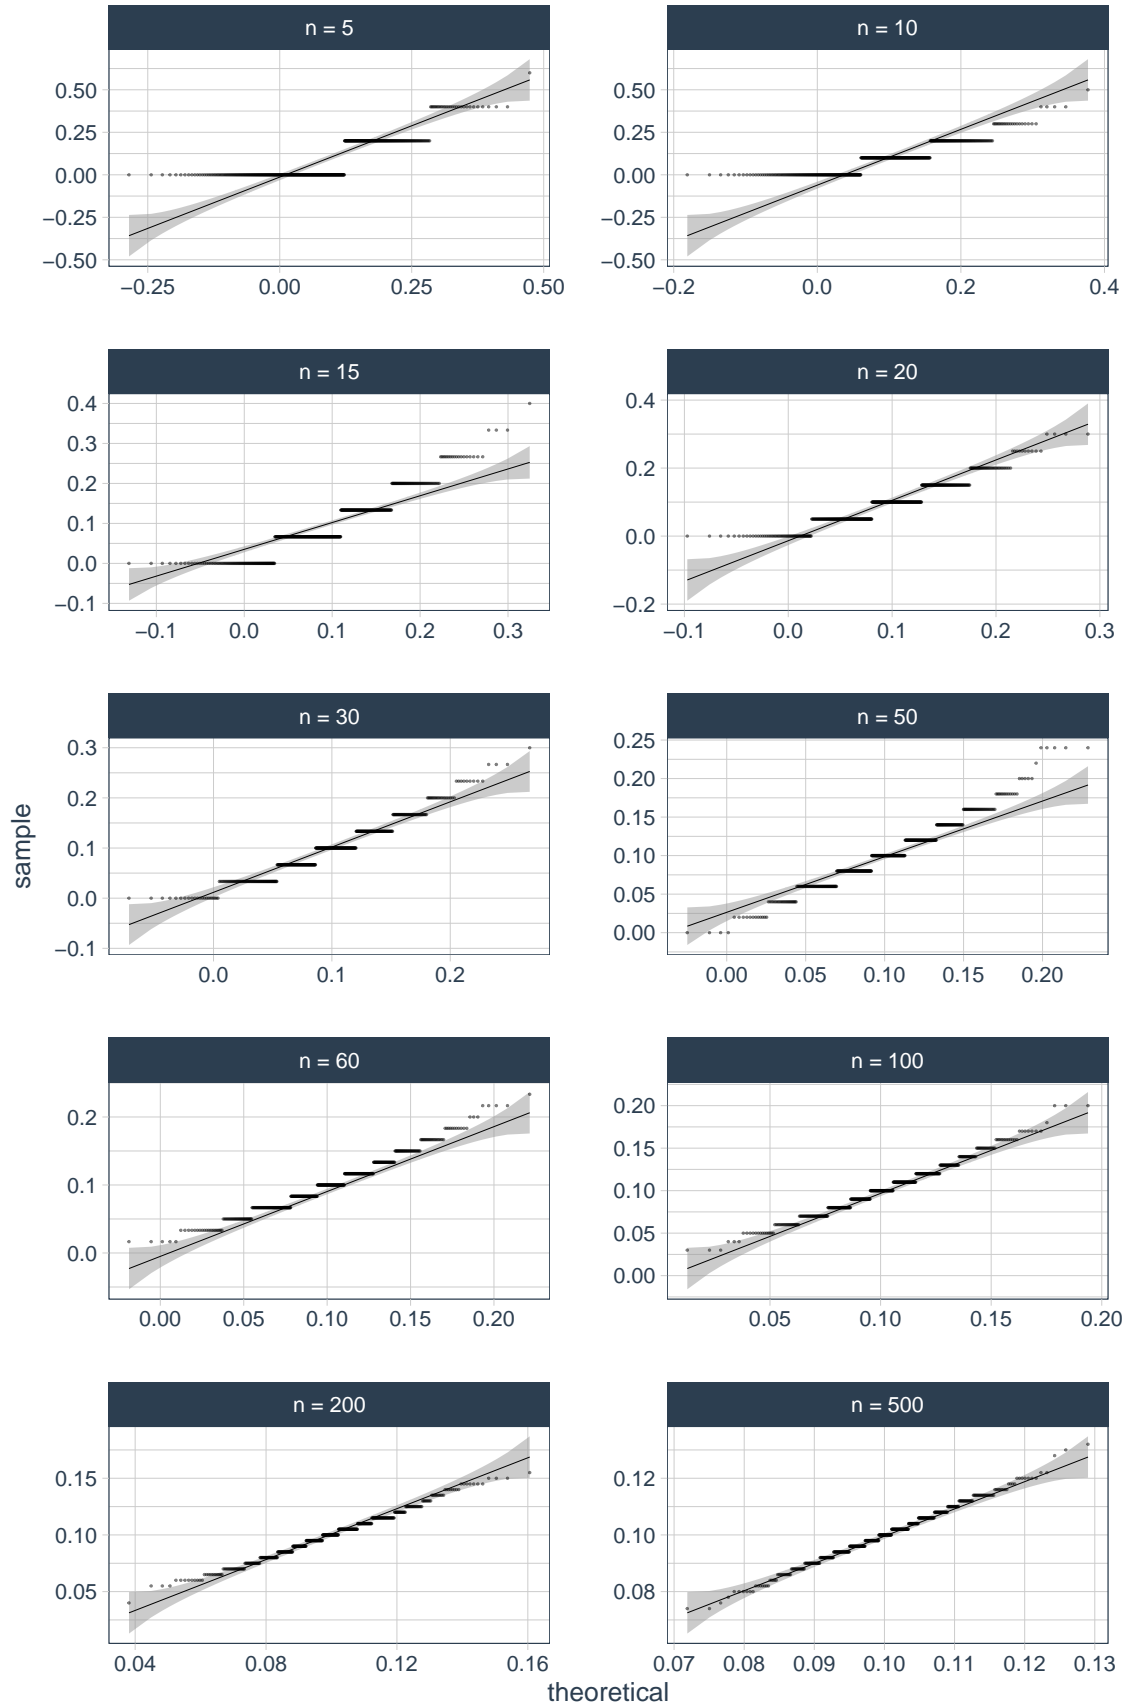 n = 5
n = 10
0.50
0.25
0.00
−0.25
−0.50
−0.25 0.00 0.25 0.50
0.50
0.25
0.00
−0.25
−0.50
−0.2 0.0 0.2 0.4
n = 15
n = 20
0.4
0.3
0.2
0.1
0.0
−0.1
−0.1 0.0 0.1 0.2 0.3
0.4
0.2
0.0
−0.2
−0.1 0.0 0.1 0.2 0.3
n = 30
n = 50
0.3
0.2
0.1
0.0
−0.1
0.0 0.1 0.2
0.25
0.20
0.15
0.10
0.05
0.00
0.00 0.05 0.10 0.15 0.20
sample
n = 60
n = 100
0.2
0.1
0.0
0.00 0.05 0.10 0.15 0.20
0.20
0.15
0.10
0.05
0.00
0.05 0.10 0.15 0.20
n = 200
n = 500
0.15
0.10
0.05
0.04 0.08 0.12 0.16
0.12
0.10
0.08
0.07 0.08 0.09 0.10 0.11 0.12 0.13
theoretical